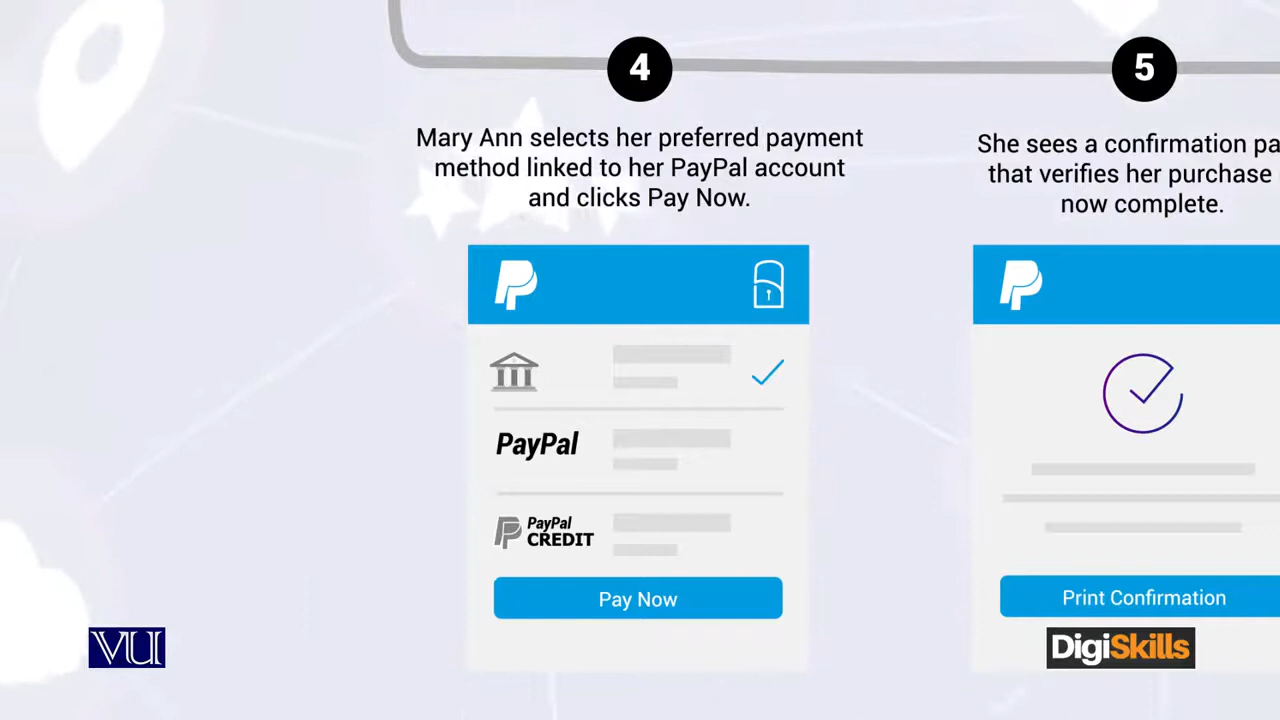 4
Mary Ann selects her preferred payment
method linked to her PayPal account
and clicks Pay Now.
PayPal
PayPal
CREDIT
Pay Now
5
She sees a confirmation
that verifies her purchase
now complete.
Print Confirmation
VU
DigiSkills